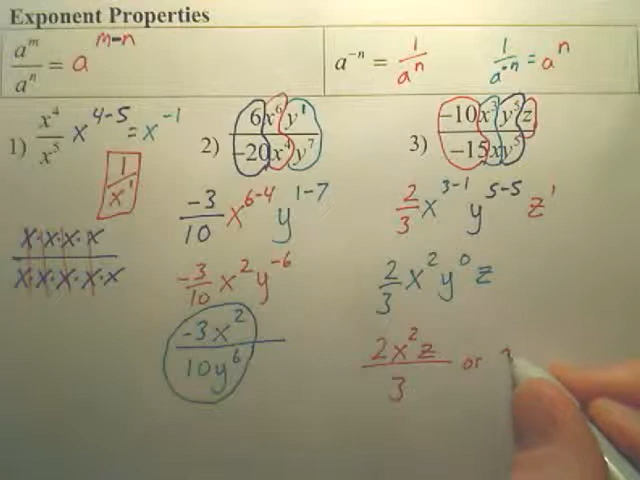 Exponent Properties
a^m / a^n = a^(m-n)
a^(-n) = 1 / a^n
1 / a^(-n) = a^n
1) x^4 / x^5 x^(4-5) = x^(-1)
1 / x^1
x·x·x·x / x·x·x·x·x
2) 6x^6y^1 / -20x^4y^7
-3/10 x^(6-4) y^(1-7)
-3/10 x^2 y^(-6)
-3x^2 / 10y^6
3) -10x^3y^5z / -15xy^5
2/3 x^(3-1) y^(5-5) z^1
2/3 x^2 y^0 z
2x^2z / 3 or